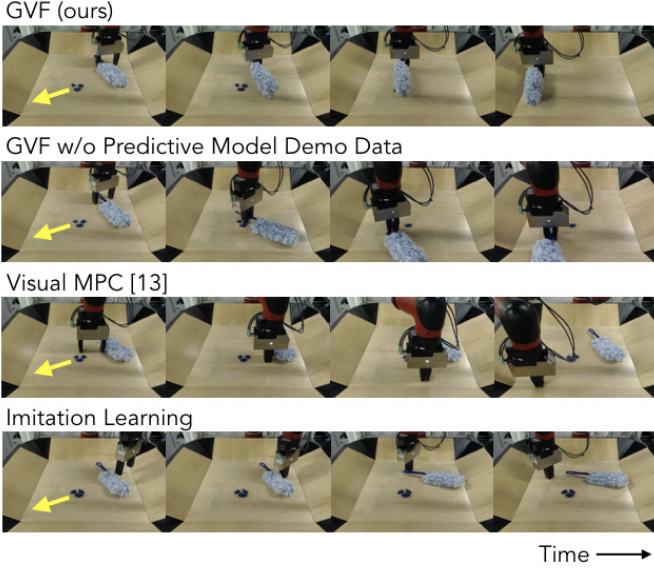 GVF (ours)
GVF w/o Predictive Model Demo Data
Visual MPC [13]
Imitation Learning
Time